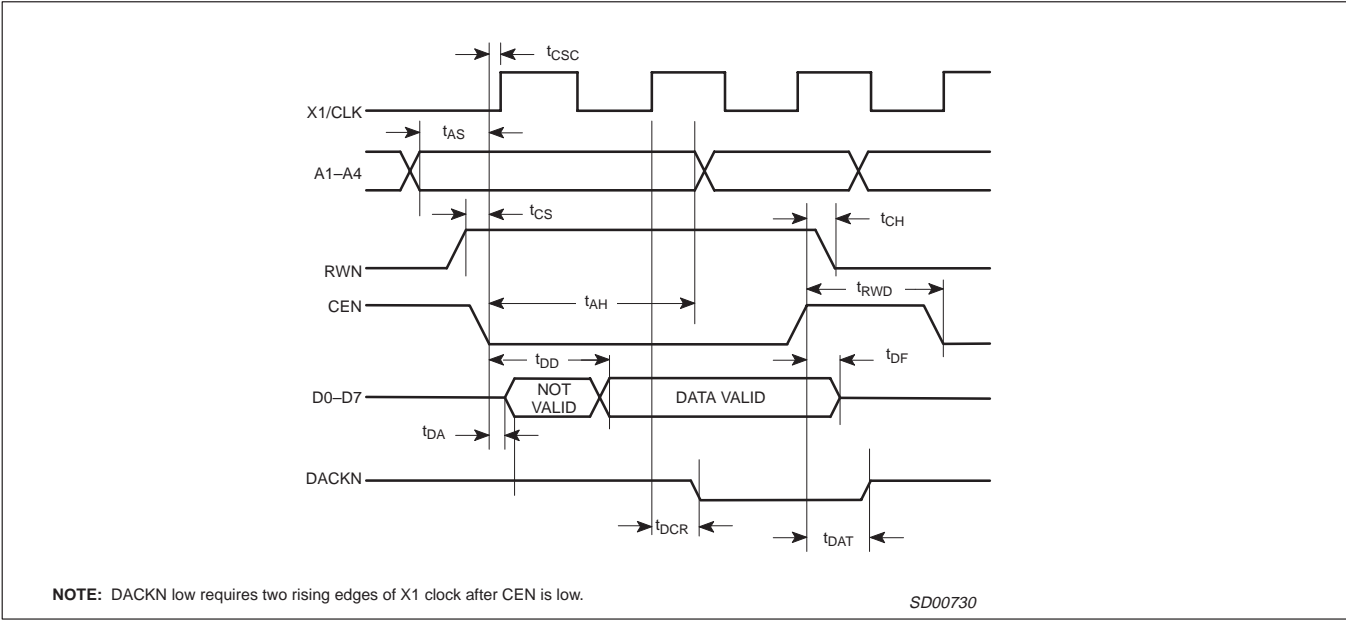 tCSC
X1/CLK
tAS
A1–A4
tCS
tCH
RWN
tRWD
tAH
CEN
tDD
tDF
D0–D7
NOT
VALID
DATA VALID
tDA
DACKN
tDCR
tDAT
NOTE: DACKN low requires two rising edges of X1 clock after CEN is low.
SD00730